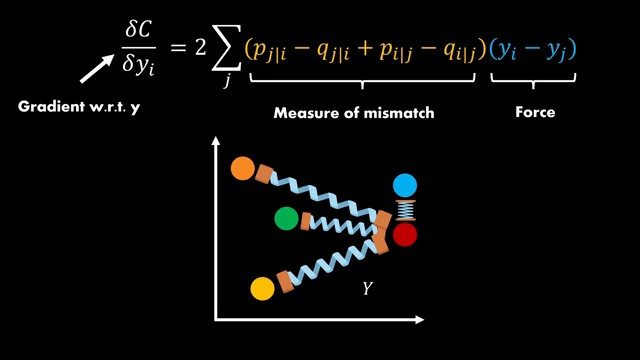 δC/δy_i = 2 ∑_j (p_{j|i} − q_{j|i} + p_{i|j} − q_{i|j})(y_i − y_j)
Gradient w.r.t. y
Measure of mismatch
Force
Y